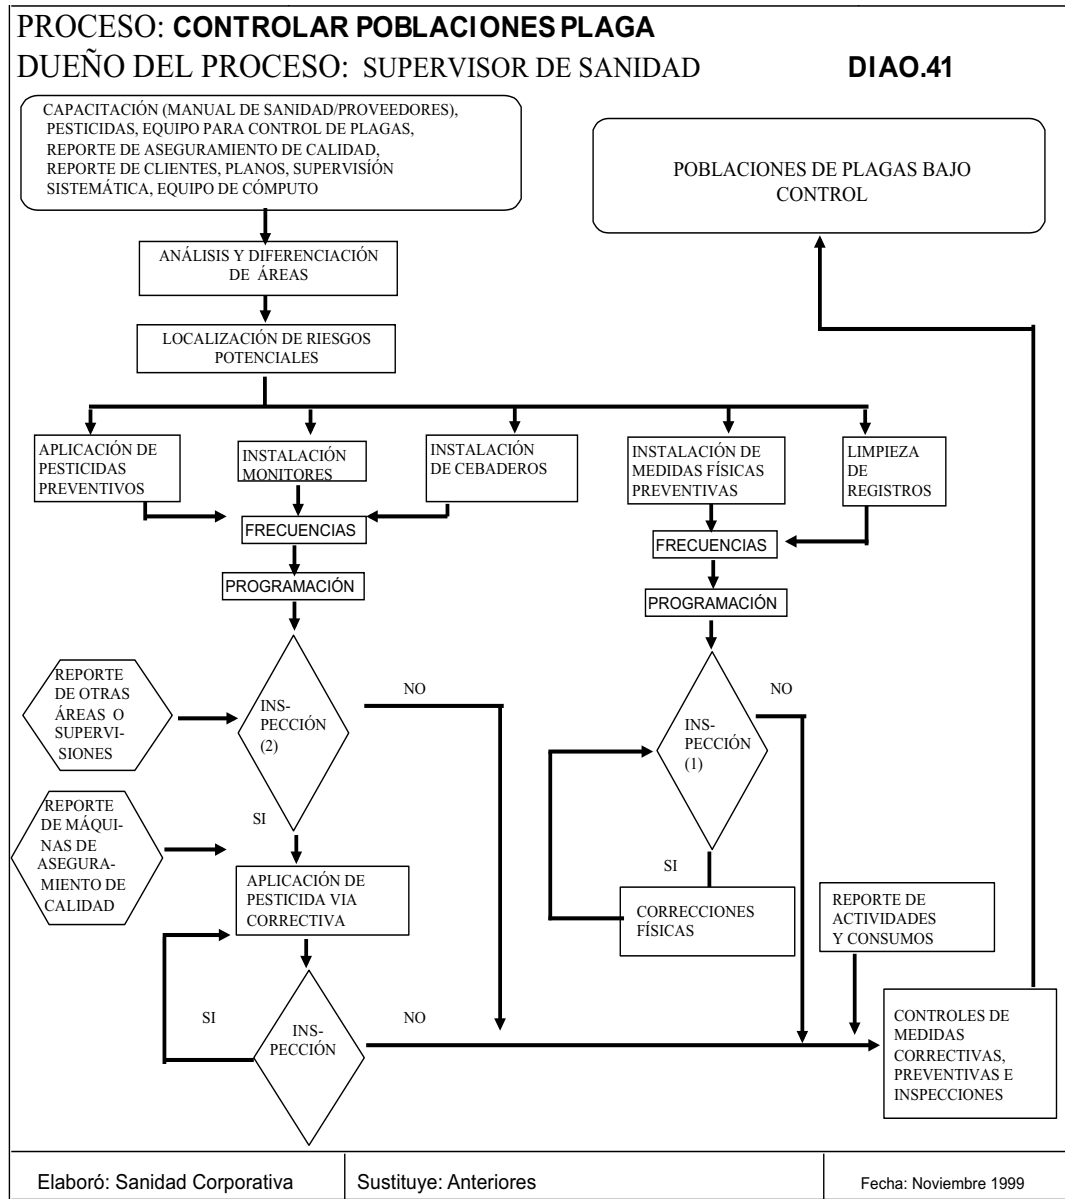 PROCESO: CONTROLAR POBLACIONES PLAGA
DUEÑO DEL PROCESO: SUPERVISOR DE SANIDAD DIAO.41
CAPACITACIÓN (MANUAL DE SANIDAD/PROVEEDORES),
PESTICIDAS, EQUIPO PARA CONTROL DE PLAGAS,
REPORTE DE ASEGURAMIENTO DE CALIDAD,
REPORTE DE CLIENTES, PLANOS, SUPERVISÍÓN
SISTEMÁTICA, EQUIPO DE CÓMPUTO
POBLACIONES DE PLAGAS BAJO
CONTROL
ANÁLISIS Y DIFERENCIACIÓN
DE ÁREAS
LOCALIZACIÓN DE RIESGOS
POTENCIALES
APLICACIÓN DE
PESTICIDAS
PREVENTIVOS
INSTALACIÓN
MONITORES
INSTALACIÓN
DE CEBADEROS
INSTALACIÓN DE
MEDIDAS FÍSICAS
PREVENTIVAS
LIMPIEZA
DE
REGISTROS
FRECUENCIAS
FRECUENCIAS
PROGRAMACIÓN
PROGRAMACIÓN
REPORTE
DE OTRAS
ÁREAS O
SUPERVI-
SIONES
INS-
PECCIÓN
(2)
NO
INS-
PECCIÓN
(1)
NO
REPORTE
DE MÁQUI-
NAS DE
ASEGURA-
MIENTO DE
CALIDAD
SI
SI
APLICACIÓN DE
PESTICIDA VIA
CORRECTIVA
CORRECCIONES
FÍSICAS
REPORTE DE
ACTIVIDADES
Y CONSUMOS
SI
INS-
PECCIÓN
NO
CONTROLES DE
MEDIDAS
CORRECTIVAS,
PREVENTIVAS E
INSPECCIONES
Elaboró: Sanidad Corporativa
Sustituye: Anteriores
Fecha: Noviembre 1999